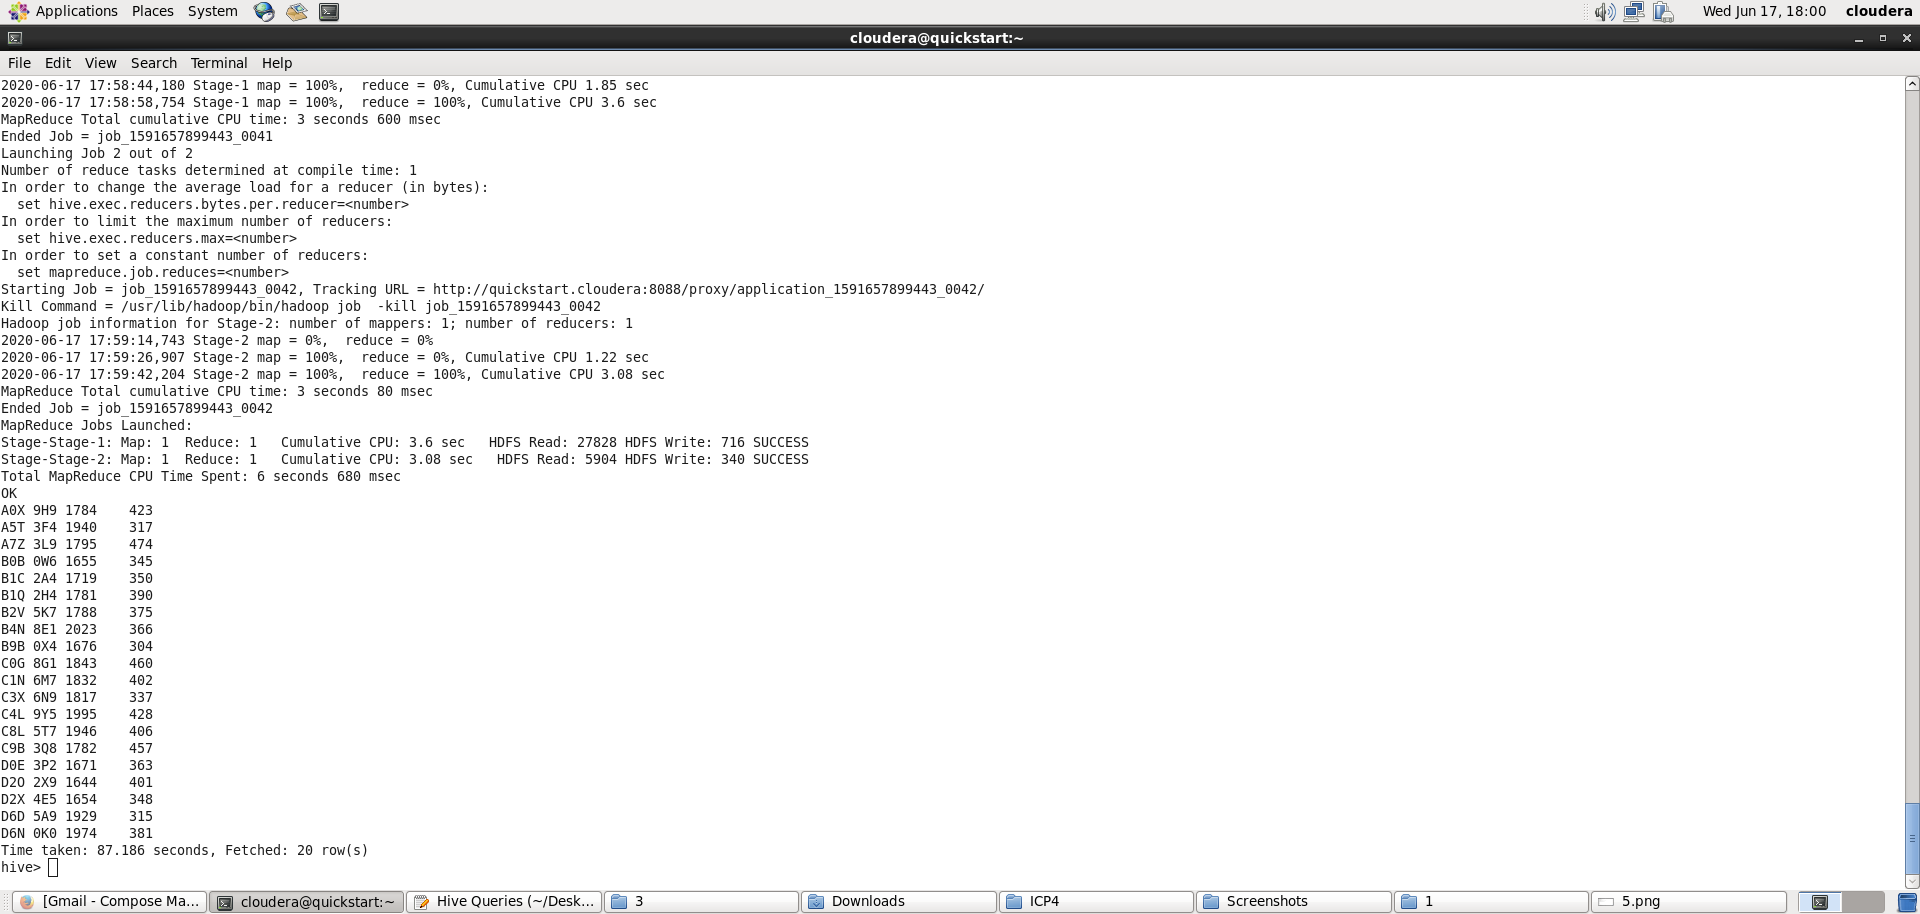 Applications Places System Wed Jun 17, 18:00 cloudera
cloudera@quickstart:~
File Edit View Search Terminal Help
2020-06-17 17:58:44,180 Stage-1 map = 100%,  reduce = 0%, Cumulative CPU 1.85 sec
2020-06-17 17:58:58,754 Stage-1 map = 100%,  reduce = 100%, Cumulative CPU 3.6 sec
MapReduce Total cumulative CPU time: 3 seconds 600 msec
Ended Job = job_1591657899443_0041
Launching Job 2 out of 2
Number of reduce tasks determined at compile time: 1
In order to change the average load for a reducer (in bytes):
  set hive.exec.reducers.bytes.per.reducer=<number>
In order to limit the maximum number of reducers:
  set hive.exec.reducers.max=<number>
In order to set a constant number of reducers:
  set mapreduce.job.reduces=<number>
Starting Job = job_1591657899443_0042, Tracking URL = http://quickstart.cloudera:8088/proxy/application_1591657899443_0042/
Kill Command = /usr/lib/hadoop/bin/hadoop job  -kill job_1591657899443_0042
Hadoop job information for Stage-2: number of mappers: 1; number of reducers: 1
2020-06-17 17:59:14,743 Stage-2 map = 0%,  reduce = 0%
2020-06-17 17:59:26,907 Stage-2 map = 100%,  reduce = 0%, Cumulative CPU 1.22 sec
2020-06-17 17:59:42,204 Stage-2 map = 100%,  reduce = 100%, Cumulative CPU 3.08 sec
MapReduce Total cumulative CPU time: 3 seconds 80 msec
Ended Job = job_1591657899443_0042
MapReduce Jobs Launched:
Stage-Stage-1: Map: 1  Reduce: 1   Cumulative CPU: 3.6 sec   HDFS Read: 27828 HDFS Write: 716 SUCCESS
Stage-Stage-2: Map: 1  Reduce: 1   Cumulative CPU: 3.08 sec   HDFS Read: 5904 HDFS Write: 340 SUCCESS
Total MapReduce CPU Time Spent: 6 seconds 680 msec
OK
A0X 9H9 1784    423
A5T 3F4 1940    317
A7Z 3L9 1795    474
B0B 0W6 1655    345
B1C 2A4 1719    350
B1Q 2H4 1781    390
B2V 5K7 1788    375
B4N 8E1 2023    366
B9B 0X4 1676    304
C0G 8G1 1843    460
C1N 6M7 1832    402
C3X 6N9 1817    337
C4L 9Y5 1995    428
C8L 5T7 1946    406
C9B 3Q8 1782    457
D0E 3P2 1671    363
D2O 2X9 1644    401
D2X 4E5 1654    348
D6D 5A9 1929    315
D6N 0K0 1974    381
Time taken: 87.186 seconds, Fetched: 20 row(s)
hive>
[Gmail - Compose Ma... cloudera@quickstart:~ Hive Queries (~/Desk... 3 Downloads ICP4 Screenshots 1 5.png